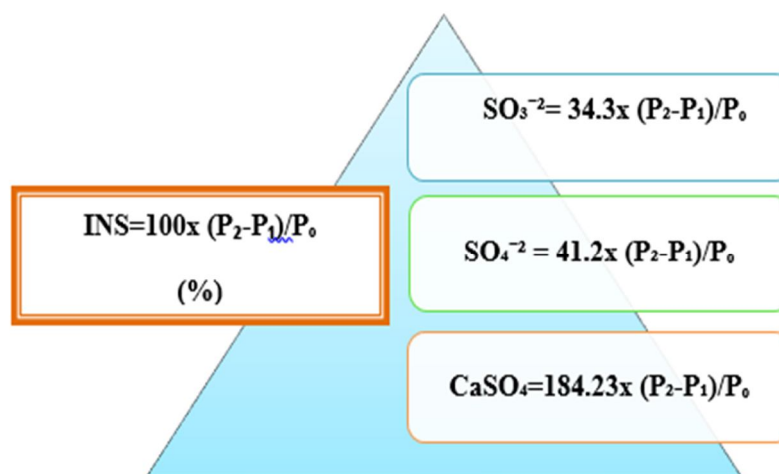 SO₃⁻²= 34.3x (P₂-P₁)/P₀
INS=100x (P₂-P₁)/P₀
(%)
SO₄⁻² = 41.2x (P₂-P₁)/P₀
CaSO₄=184.23x (P₂-P₁)/P₀